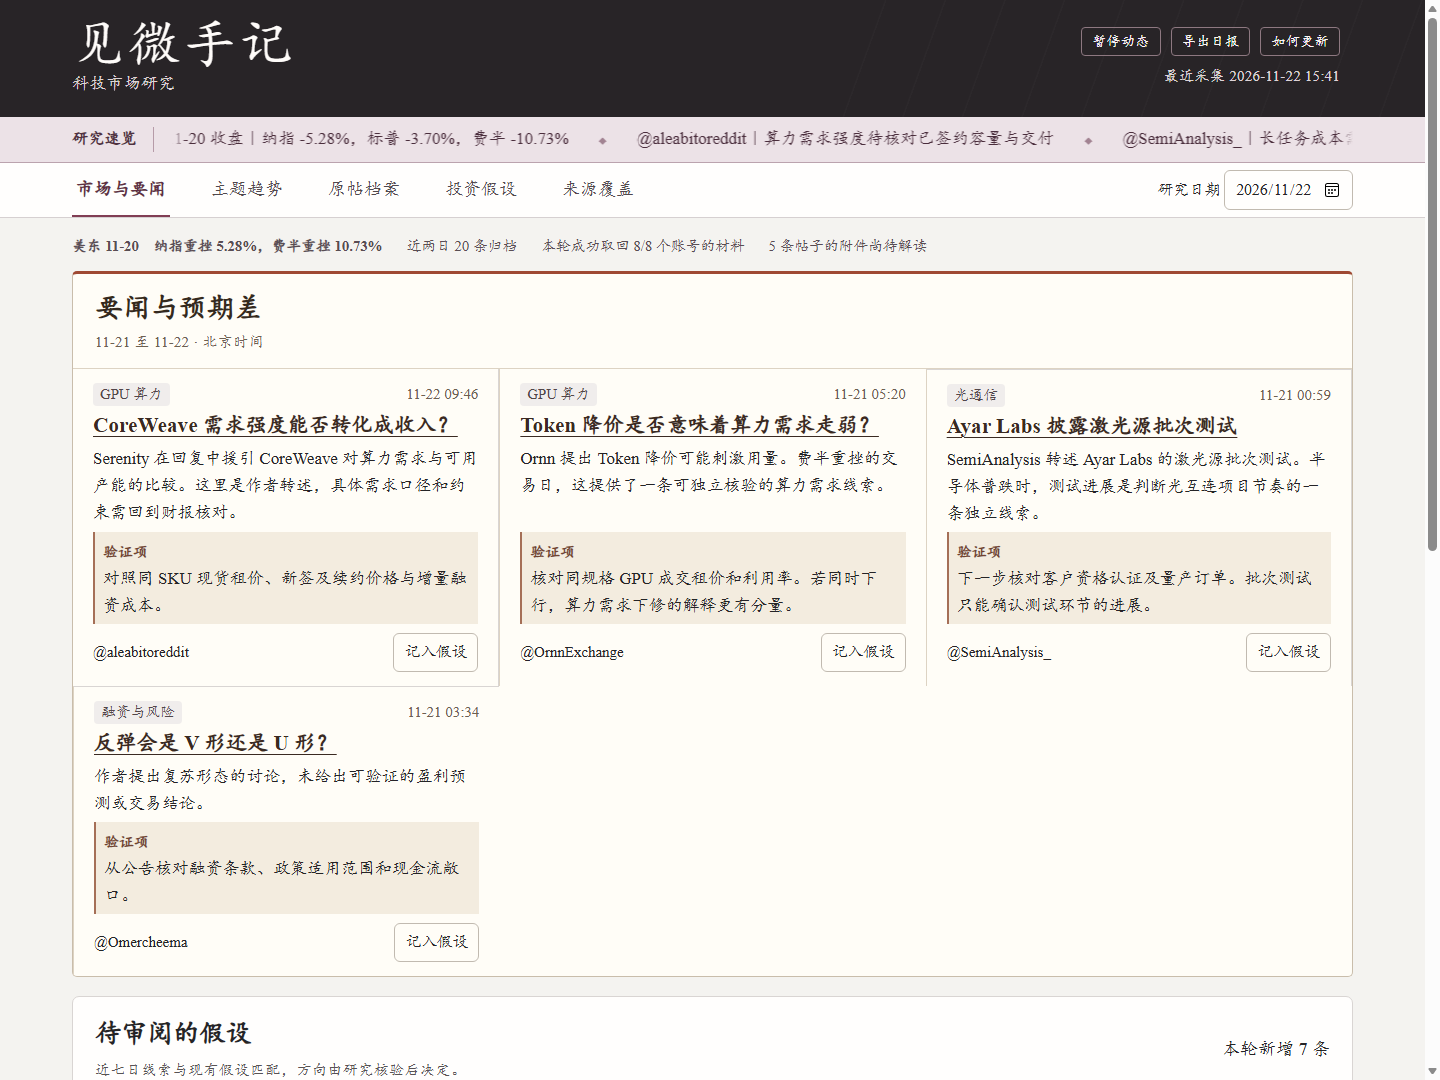 见微手记
科技市场研究
暂停动态
导出日报
如何更新
最近采集 2026-11-22 15:41
研究速览
1-20 收盘｜纳指 -5.28%，标普 -3.70%，费半 -10.73%
◆
@aleabitoreddit｜算力需求强度待核对已签约容量与交付
◆
@SemiAnalysis_｜长任务成本
市场与要闻
主题趋势
原帖档案
投资假设
来源覆盖
研究日期
2026/11/22
美东 11-20 纳指重挫 5.28%，费半重挫 10.73%
近两日 20 条归档
本轮成功取回 8/8 个账号的材料
5 条帖子的附件尚待解读
要闻与预期差
11-21 至 11-22 · 北京时间
GPU 算力
11-22 09:46
CoreWeave 需求强度能否转化成收入？
Serenity 在回复中援引 CoreWeave 对算力需求与可用
产能的比较。这里是作者转述，具体需求口径和约
束需回到财报核对。
验证项
对照同 SKU 现货租价、新签及续约价格与增量融
资成本。
@aleabitoreddit
记入假设
GPU 算力
11-21 05:20
Token 降价是否意味着算力需求走弱？
Ornn 提出 Token 降价可能刺激用量。费半重挫的交
易日，这提供了一条可独立核验的算力需求线索。
验证项
核对同规格 GPU 成交租价和利用率。若同时下
行，算力需求下修的解释更有分量。
@OrnnExchange
记入假设
光通信
11-21 00:59
Ayar Labs 披露激光源批次测试
SemiAnalysis 转述 Ayar Labs 的激光源批次测试。半
导体普跌时，测试进展是判断光互连项目节奏的一
条独立线索。
验证项
下一步核对客户资格认证及量产订单。批次测试
只能确认测试环节的进展。
@SemiAnalysis_
记入假设
融资与风险
11-21 03:34
反弹会是 V 形还是 U 形？
作者提出复苏形态的讨论，未给出可验证的盈利预
测或交易结论。
验证项
从公告核对融资条款、政策适用范围和现金流敞
口。
@Omercheema
记入假设
待审阅的假设
近七日线索与现有假设匹配，方向由研究核验后决定。
本轮新增 7 条